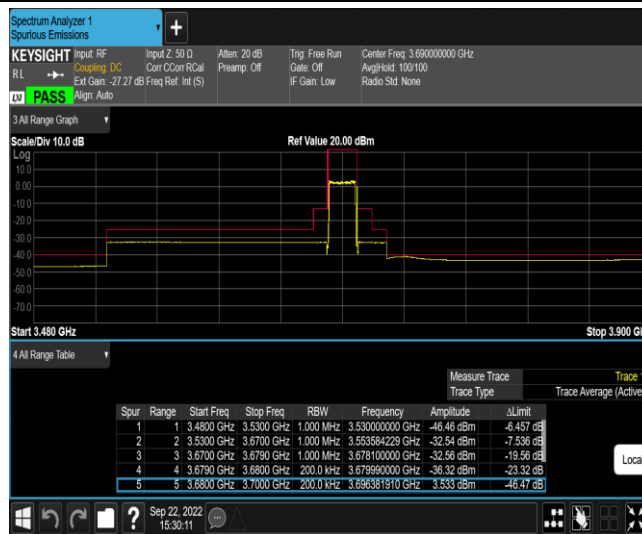 Spectrum Analyzer 1
Spurious Emissions
+
KEYSIGHT Input: RF Input Z: 50 Ω Atten: 20 dB Trig: Free Run Center Freq: 3.690000000 GHz
RL Coupling: DC Corr CCorr RCal Preamp: Off Gate: Off Avg|Hold: 100/100
Ext Gain: -27.27 dB Freq Ref: Int (S) IF Gain: Low Radio Std: None
LXI PASS Align: Auto
3 All Range Graph
Scale/Div 10.0 dB Ref Value 20.00 dBm
Log
10.0
0.00
-10.0
-20.0
-30.0
-40.0
-50.0
-60.0
-70.0
Start 3.480 GHz Stop 3.900 G
4 All Range Table
Measure Trace Trace
Trace Type Trace Average (Active
Spur Range Start Freq Stop Freq RBW Frequency Amplitude ΔLimit
1 1 3.4800 GHz 3.5300 GHz 1.000 MHz 3.530000000 GHz -46.46 dBm -6.457 dB
2 2 3.5300 GHz 3.6700 GHz 1.000 MHz 3.553584229 GHz -32.54 dBm -7.536 dB
3 3 3.6700 GHz 3.6790 GHz 1.000 MHz 3.678100000 GHz -32.56 dBm -19.56 dB
4 4 3.6790 GHz 3.6800 GHz 200.0 kHz 3.679990000 GHz -36.32 dBm -23.32 dB
5 5 3.6800 GHz 3.7000 GHz 200.0 kHz 3.696381910 GHz 3.533 dBm -46.47 dB
Local
? Sep 22, 2022
15:30:11